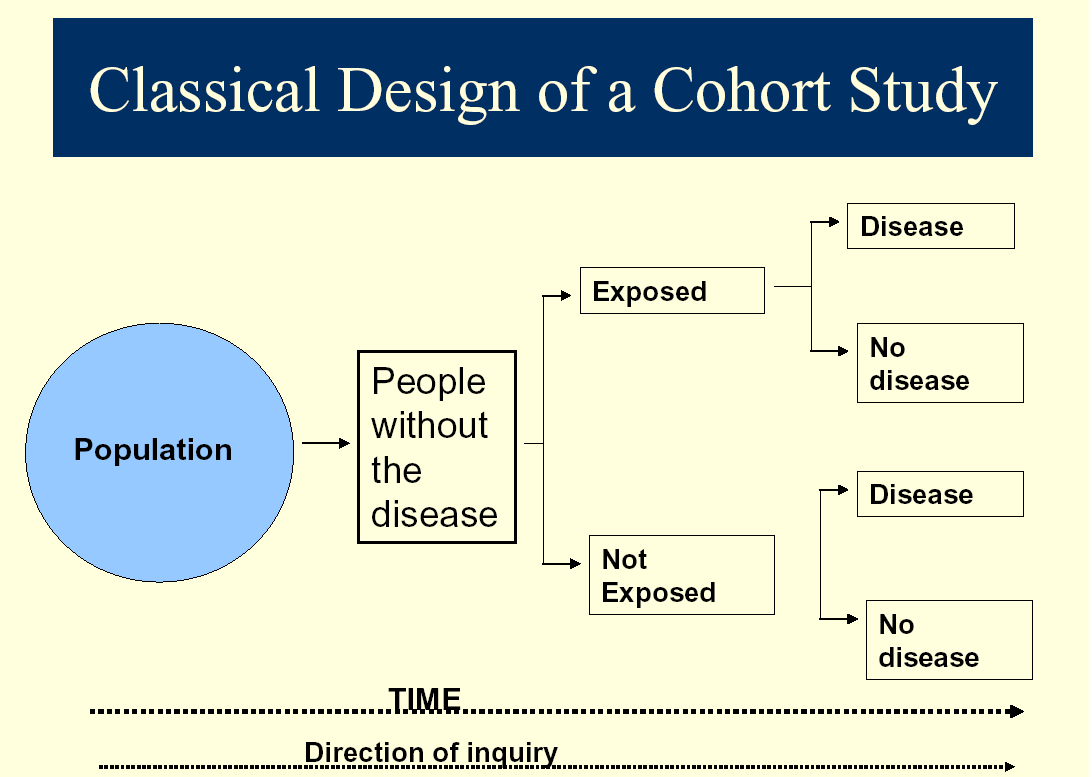 Classical Design of a Cohort Study
Population
People
without
the
disease
Exposed
Not
Exposed
Disease
No
disease
Disease
No
disease
TIME
Direction of inquiry